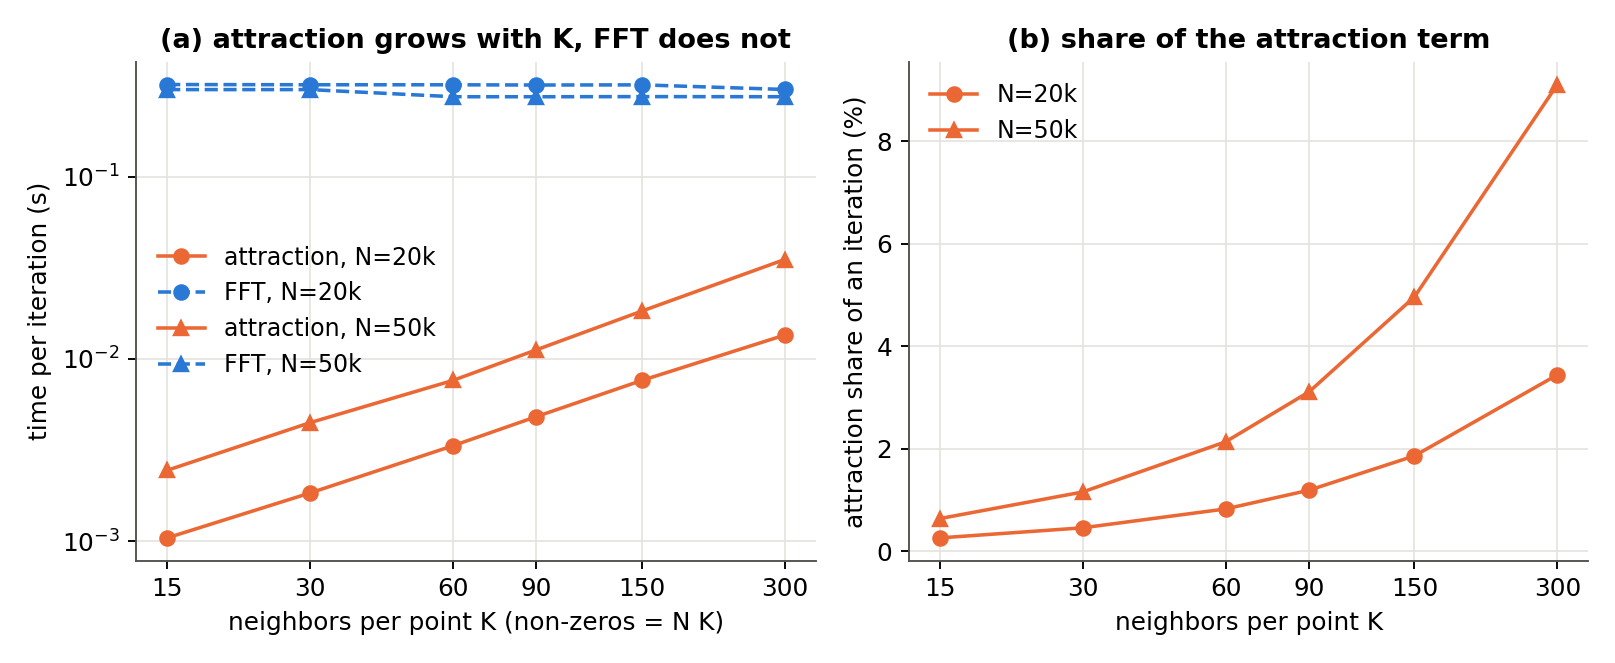 (a) attraction grows with K, FFT does not
time per iteration (s)
10⁻¹
10⁻²
10⁻³
attraction, N=20k
FFT, N=20k
attraction, N=50k
FFT, N=50k
15 30 60 90 150 300
neighbors per point K (non-zeros = N K)
(b) share of the attraction term
attraction share of an iteration (%)
8
6
4
2
0
N=20k
N=50k
15 30 60 90 150 300
neighbors per point K